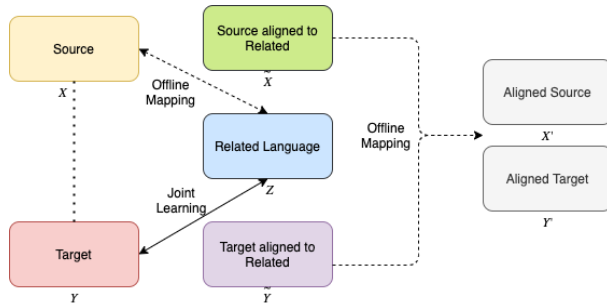 Source
X
Source aligned to
Related
X̃
Offline
Mapping
Related Language
Z
Joint
Learning
Target
Y
Target aligned to
Related
Ỹ
Offline
Mapping
Aligned Source
X'
Aligned Target
Y'